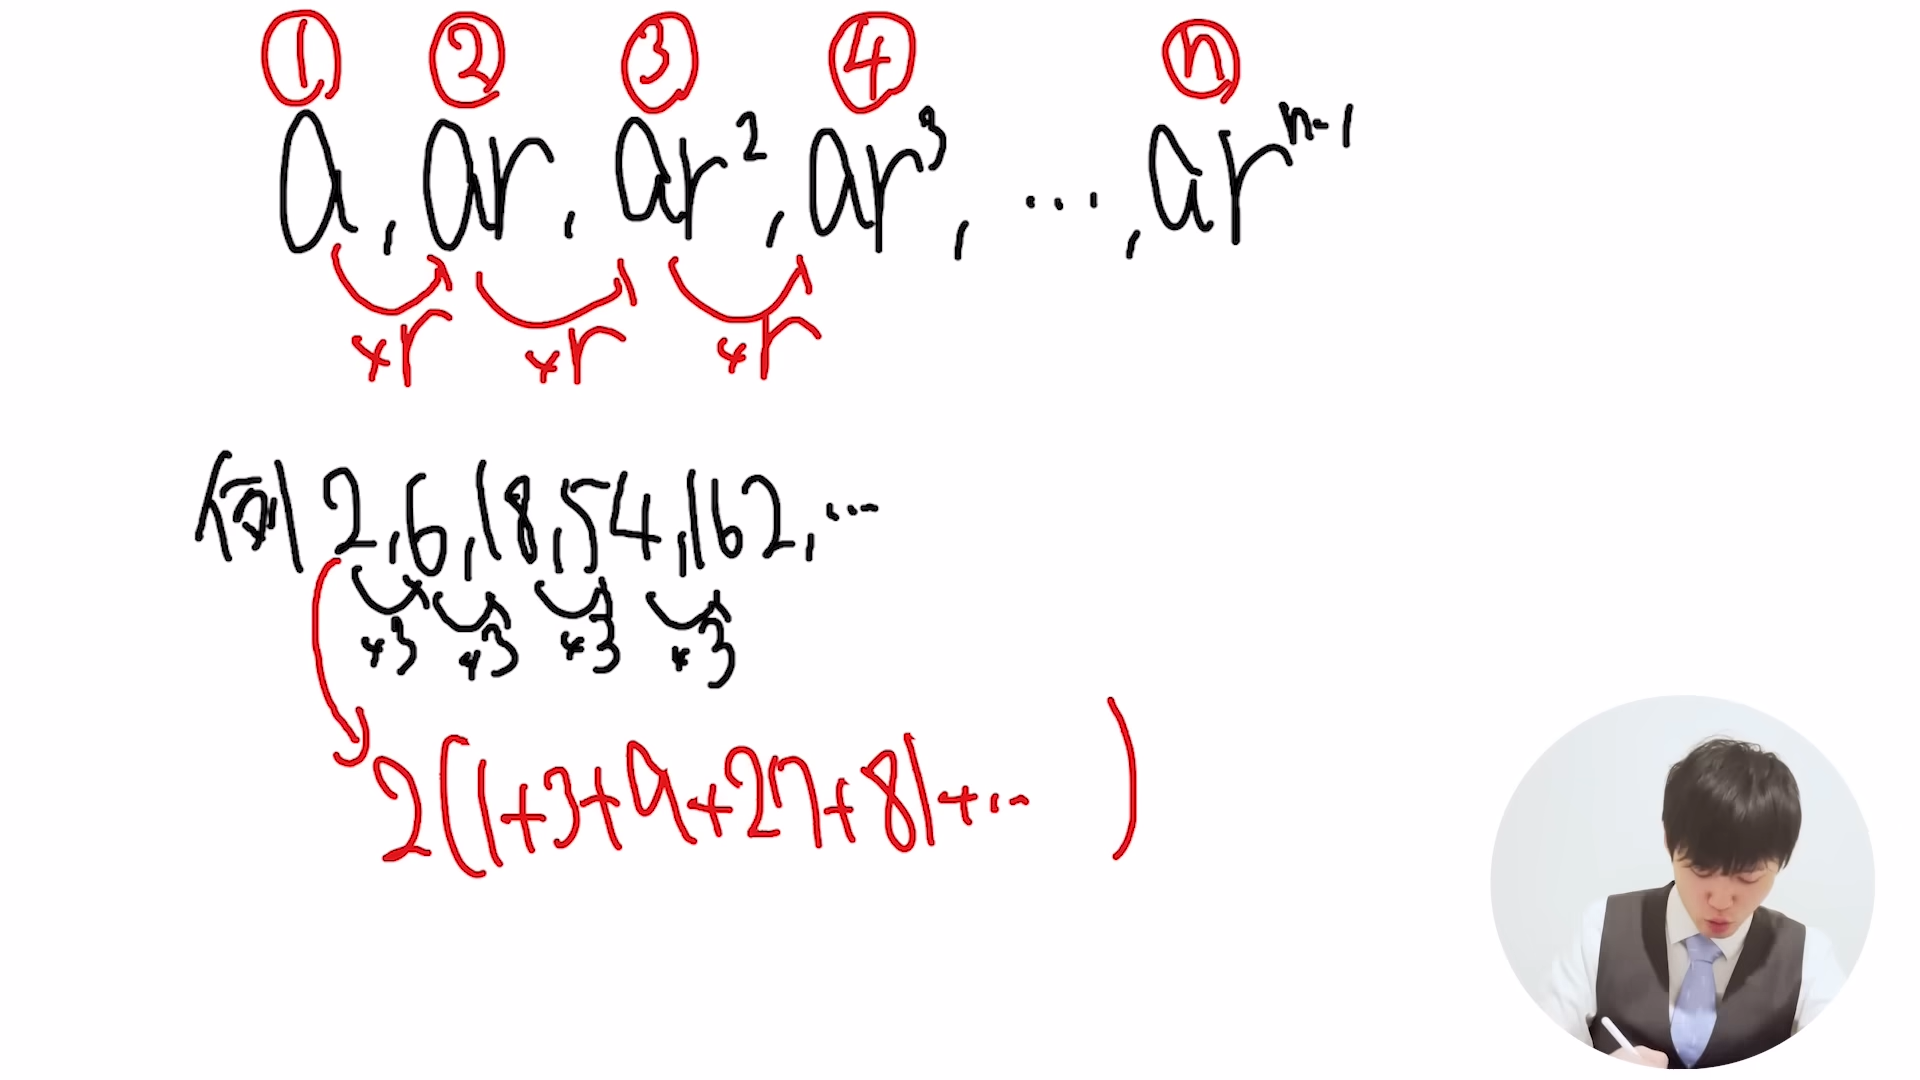 ① ② ③ ④ ⓝ
a, ar, ar², ar³, …, arⁿ⁻¹
×r ×r ×r
例 2, 6, 18, 54, 162, …
×3 ×3 ×3 ×3
2(1+3+9+27+81+… )